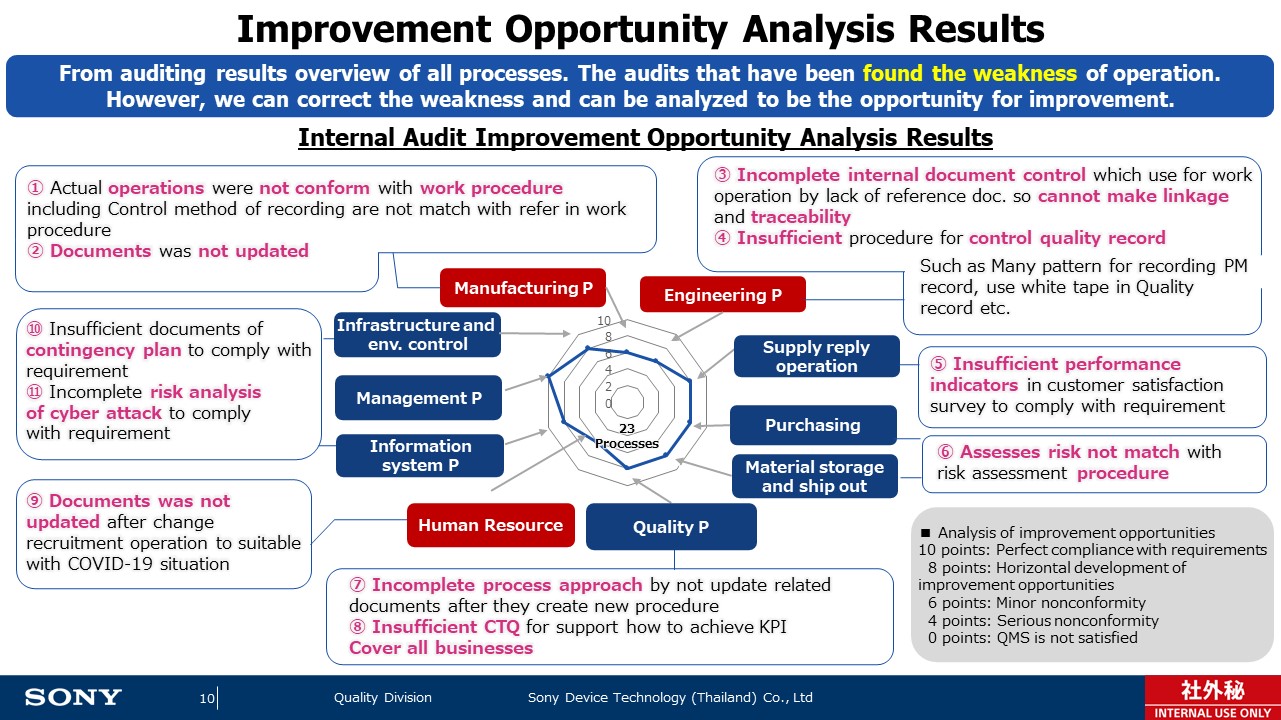 Improvement Opportunity Analysis Results
From auditing results overview of all processes. The audits that have been found the weakness of operation.
However, we can correct the weakness and can be analyzed to be the opportunity for improvement.
Internal Audit Improvement Opportunity Analysis Results
① Actual operations were not conform with work procedure
including Control method of recording are not match with refer in work
procedure
② Documents was not updated
③ Incomplete internal document control which use for work
operation by lack of reference doc. so cannot make linkage
and traceability
④ Insufficient procedure for control quality record
Such as Many pattern for recording PM
record, use white tape in Quality
record etc.
Manufacturing P
Engineering P
⑩ Insufficient documents of
contingency plan to comply with
requirement
⑪ Incomplete risk analysis
of cyber attack to comply
with requirement
Infrastructure and
env. control
Management P
Information
system P
10
8
6
4
2
0
23
Processes
Supply reply
operation
Purchasing
Material storage
and ship out
⑤ Insufficient performance
indicators in customer satisfaction
survey to comply with requirement
⑥ Assesses risk not match with
risk assessment procedure
⑨ Documents was not
updated after change
recruitment operation to suitable
with COVID-19 situation
Human Resource
Quality P
⑦ Incomplete process approach by not update related
documents after they create new procedure
⑧ Insufficient CTQ for support how to achieve KPI
Cover all businesses
■ Analysis of improvement opportunities
10 points: Perfect compliance with requirements
8 points: Horizontal development of
improvement opportunities
6 points: Minor nonconformity
4 points: Serious nonconformity
0 points: QMS is not satisfied
SONY
10
Quality Division
Sony Device Technology (Thailand) Co., Ltd
社外秘
INTERNAL USE ONLY